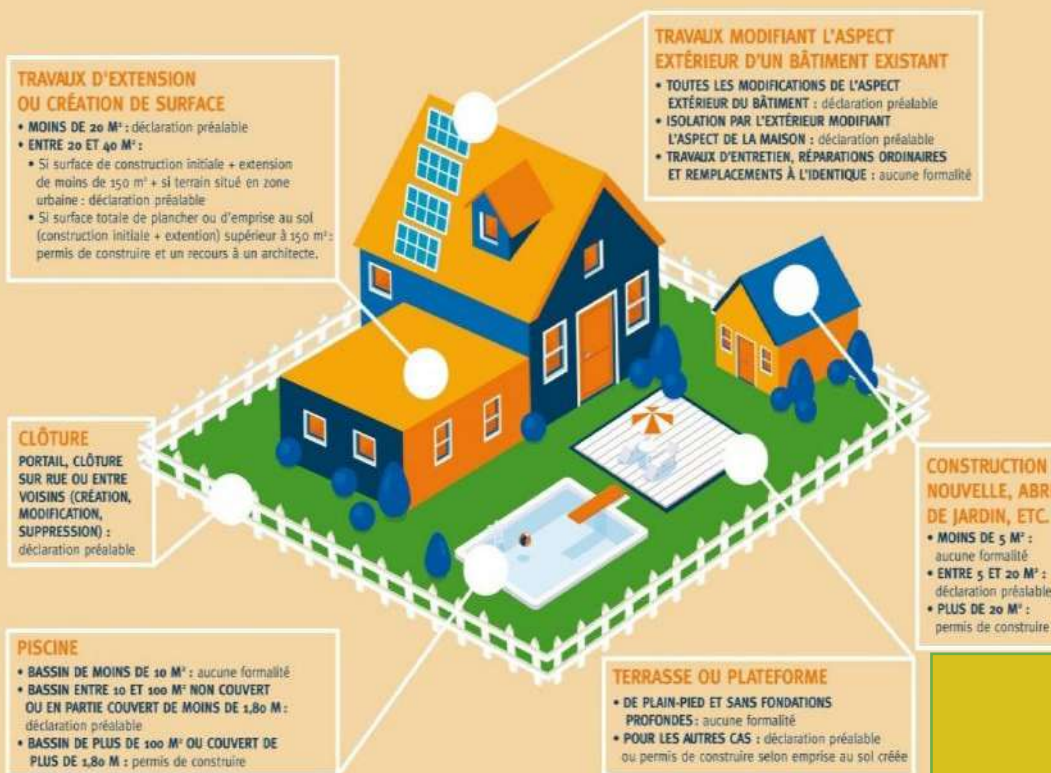 TRAVAUX D'EXTENSION
OU CRÉATION DE SURFACE
• MOINS DE 20 M² : déclaration préalable
• ENTRE 20 ET 40 M² :
• Si surface de construction initiale + extension
de moins de 150 m² + si terrain situé en zone
urbaine : déclaration préalable
• Si surface totale de plancher ou d'emprise au sol
(construction initiale + extention) supérieur à 150 m² :
permis de construire et un recours à un architecte.
TRAVAUX MODIFIANT L'ASPECT
EXTÉRIEUR D'UN BÂTIMENT EXISTANT
• TOUTES LES MODIFICATIONS DE L'ASPECT
EXTÉRIEUR DU BÂTIMENT : déclaration préalable
• ISOLATION PAR L'EXTÉRIEUR MODIFIANT
L'ASPECT DE LA MAISON : déclaration préalable
• TRAVAUX D'ENTRETIEN, RÉPARATIONS ORDINAIRES
ET REMPLACEMENTS À L'IDENTIQUE : aucune formalité
CLÔTURE
PORTAIL, CLÔTURE
SUR RUE OU ENTRE
VOISINS (CRÉATION,
MODIFICATION,
SUPPRESSION) :
déclaration préalable
CONSTRUCTION
NOUVELLE, ABRI
DE JARDIN, ETC.
• MOINS DE 5 M² :
aucune formalité
• ENTRE 5 ET 20 M² :
déclaration préalable
• PLUS DE 20 M² :
permis de construire
PISCINE
• BASSIN DE MOINS DE 10 M² : aucune formalité
• BASSIN ENTRE 10 ET 100 M² NON COUVERT
OU EN PARTIE COUVERT DE MOINS DE 1,80 M :
déclaration préalable
• BASSIN DE PLUS DE 100 M² OU COUVERT DE
PLUS DE 1,80 M : permis de construire
TERRASSE OU PLATEFORME
• DE PLAIN-PIED ET SANS FONDATIONS
PROFONDES : aucune formalité
• POUR LES AUTRES CAS : déclaration préalable
ou permis de construire selon emprise au sol créée